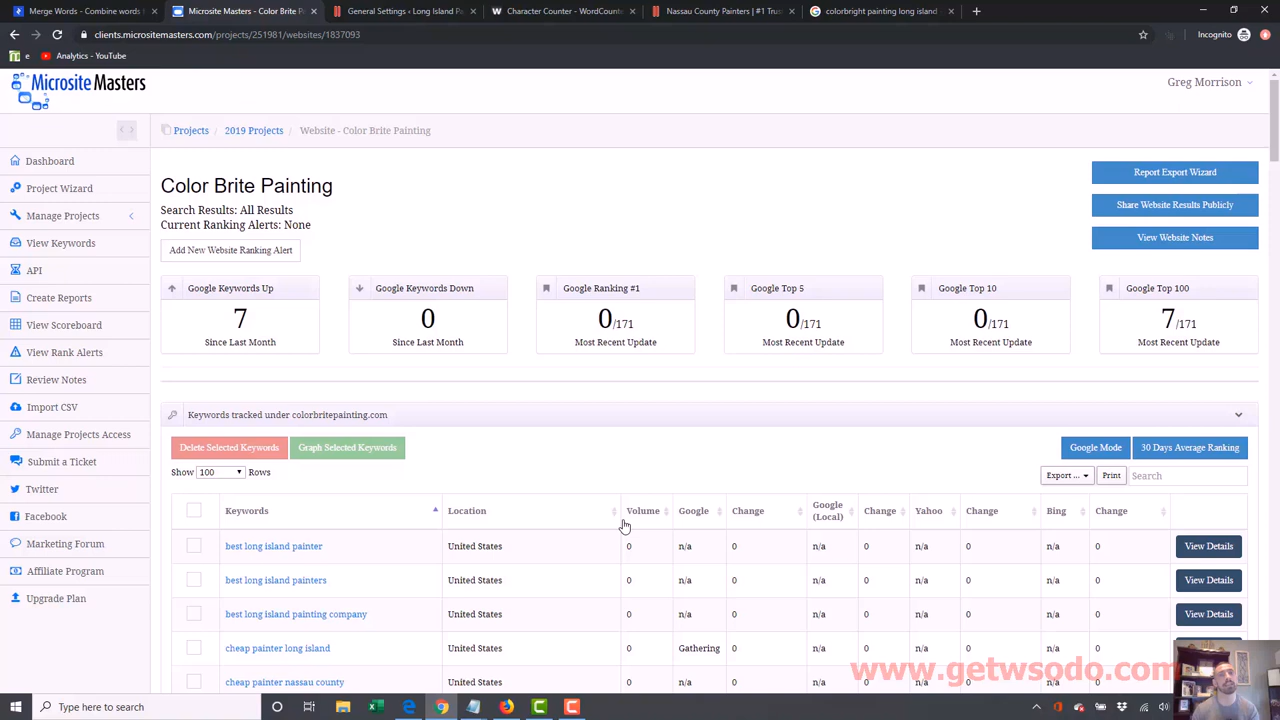 Merge Words - Combine words
Microsite Masters - Color Brite P
General Settings ‹ Long Island P
Character Counter - WordCount
Nassau County Painters | #1 Tru
colorbright painting long island
clients.micrositemasters.com/projects/251981/websites/1837093
Incognito
e
Analytics - YouTube
Microsite Masters
Greg Morrison
Projects / 2019 Projects / Website - Color Brite Painting
Dashboard
Project Wizard
Manage Projects
View Keywords
API
Create Reports
View Scoreboard
View Rank Alerts
Review Notes
Import CSV
Manage Projects Access
Submit a Ticket
Twitter
Facebook
Marketing Forum
Affiliate Program
Upgrade Plan
Color Brite Painting
Search Results: All Results
Current Ranking Alerts: None
Add New Website Ranking Alert
Report Export Wizard
Share Website Results Publicly
View Website Notes
Google Keywords Up
7
Since Last Month
Google Keywords Down
0
Since Last Month
Google Ranking #1
0/171
Most Recent Update
Google Top 5
0/171
Most Recent Update
Google Top 10
0/171
Most Recent Update
Google Top 100
7/171
Most Recent Update
Keywords tracked under colorbritepainting.com
Delete Selected Keywords Graph Selected Keywords
Google Mode 30 Days Average Ranking
Show 100 Rows
Export ... Print Search
Keywords Location Volume Google Change Google (Local) Change Yahoo Change Bing Change
best long island painter United States 0 n/a 0 n/a 0 n/a 0 n/a 0 View Details
best long island painters United States 0 n/a 0 n/a 0 n/a 0 n/a 0 View Details
best long island painting company United States 0 n/a 0 n/a 0 n/a 0 n/a 0 View Details
cheap painter long island United States 0 Gathering 0 n/a 0 n/a 0 n/a 0
cheap painter nassau county United States 0 n/a 0 n/a 0 n/a 0
www.getwsodo.com
Type here to search